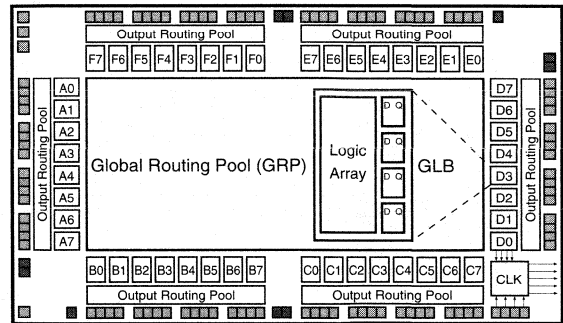 Output Routing Pool
Output Routing Pool
F7 F6 F5 F4 F3 F2 F1 F0
E7 E6 E5 E4 E3 E2 E1 E0
Output Routing Pool
A0
A1
A2
A3
A4
A5
A6
A7
Global Routing Pool (GRP)
Logic
Array
D Q
D Q
D Q
D Q
GLB
D7
D6
D5
D4
D3
D2
D1
D0
Output Routing Pool
CLK
B0 B1 B2 B3 B4 B5 B6 B7
C0 C1 C2 C3 C4 C5 C6 C7
Output Routing Pool
Output Routing Pool